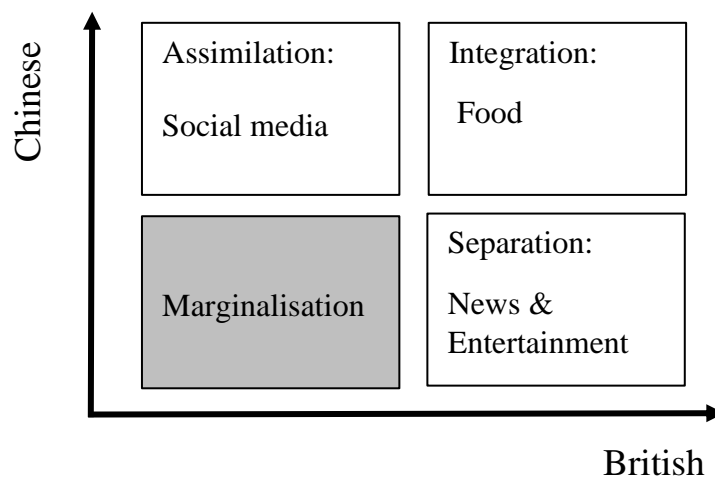 Chinese
Assimilation:
Social media
Integration:
Food
Marginalisation
Separation:
News &
Entertainment
British